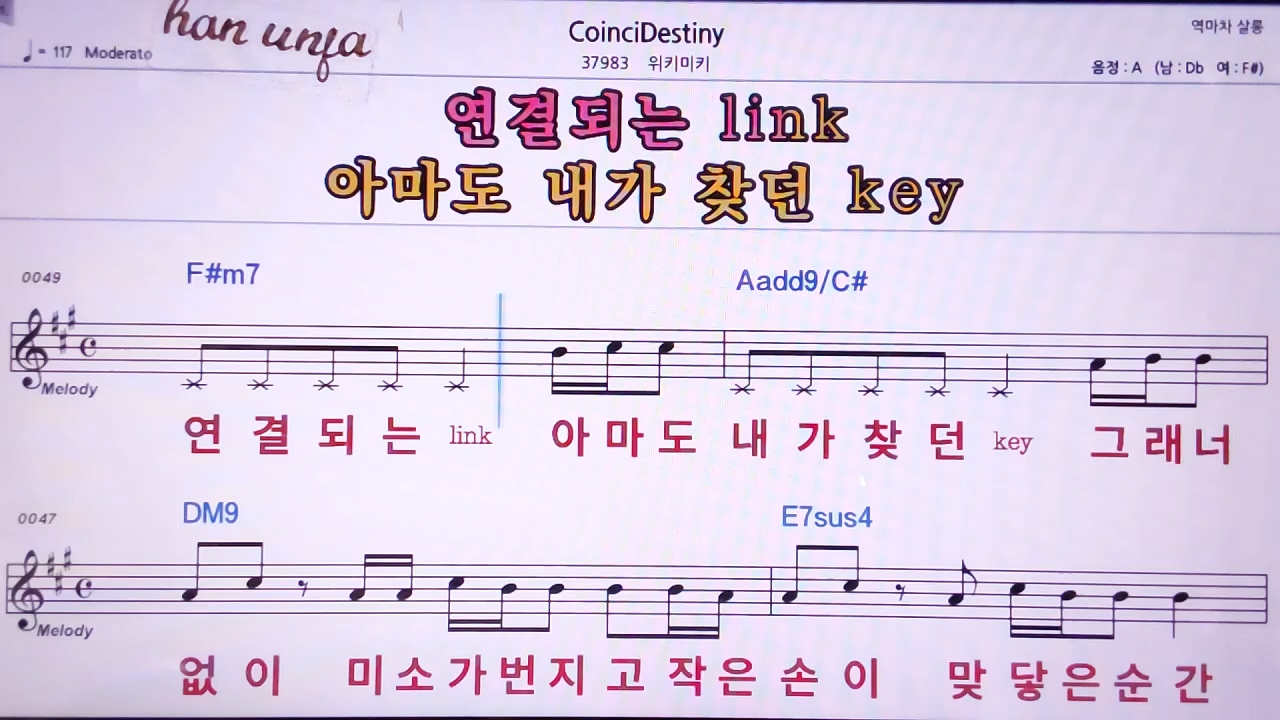 han unfa
CoinciDestiny
역마차 살롱
♩= 117 Moderato
37983 위키미키
음정 : A (남 : Db 여 : F#)
연결되는 link
아마도 내가 찾던 key
0049
F#m7 Aadd9/C#
Melody
연 결 되 는 link 아 마 도 내 가 찾 던 key 그 래 너
0047
DM9 E7sus4
Melody
없 이 미 소 가 번 지 고 작 은 손 이 맞 닿 은 순 간